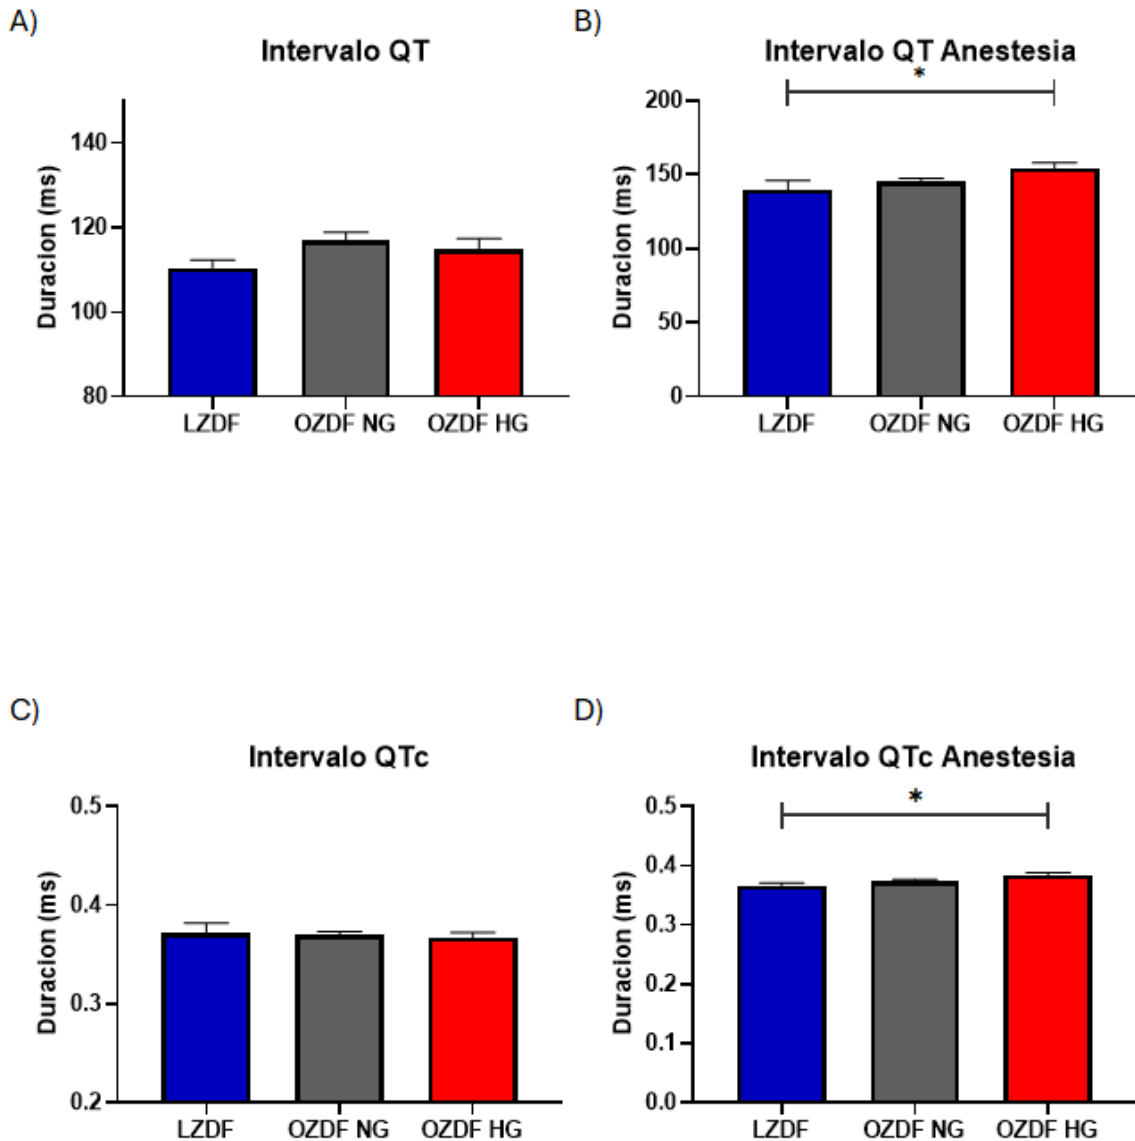 A)
Intervalo QT
Duracion (ms)
140
120
100
80
LZDF OZDF NG OZDF HG
B)
Intervalo QT Anestesia
*
Duracion (ms)
200
150
100
50
0
LZDF OZDF NG OZDF HG
C)
Intervalo QTc
Duracion (ms)
0.5
0.4
0.3
0.2
LZDF OZDF NG OZDF HG
D)
Intervalo QTc Anestesia
*
Duracion (ms)
0.5
0.4
0.3
0.2
0.1
0.0
LZDF OZDF NG OZDF HG